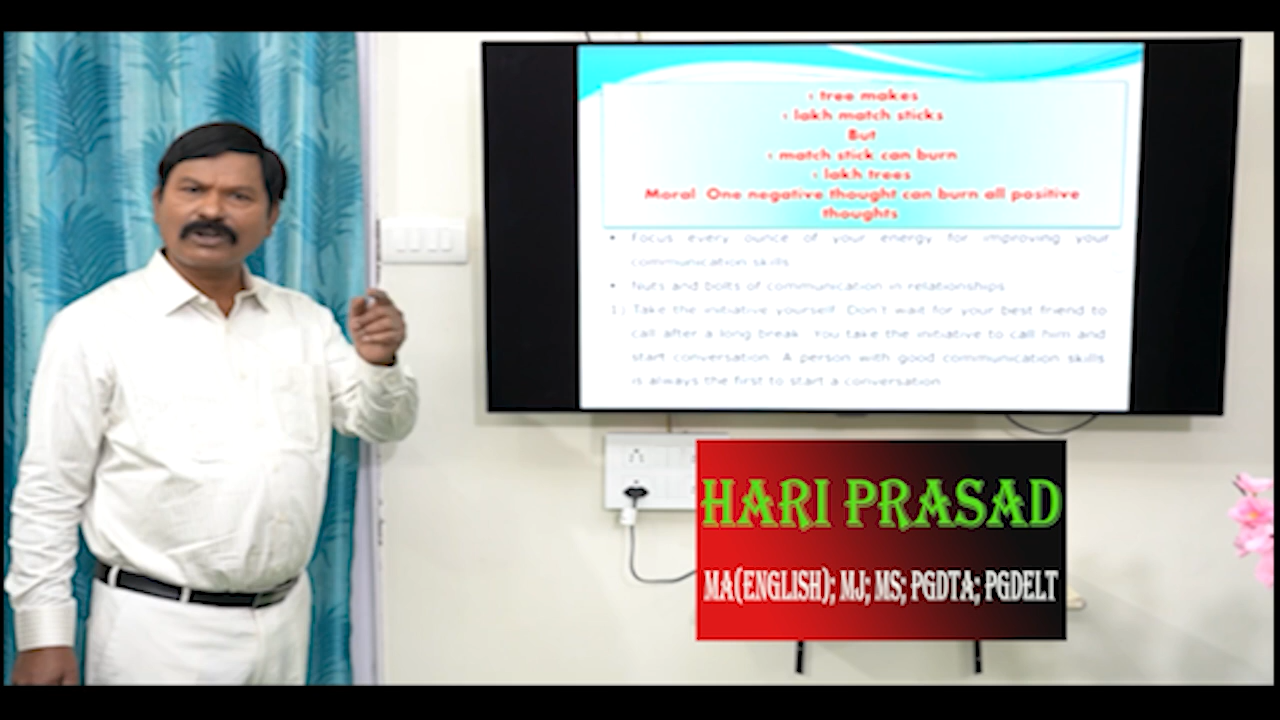 1 tree makes
1 lakh match sticks
But
1 match stick can burn
1 lakh trees
Moral: One negative thought can burn all positive
thoughts
• Focus every ounce of your energy for improving your
communication skills
• Nuts and bolts of communication in relationships
1) Take the initiative yourself. Don't wait for your best friend to
call after a long break. You take the initiative to call him and
start conversation. A person with good communication skills
is always the first to start a conversation
HARI PRASAD
MA(ENGLISH); MJ; MS; PGDTA; PGDELT